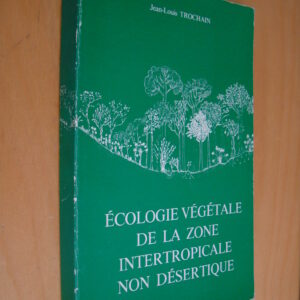 Jean-Louis TROCHAIN
ÉCOLOGIE VÉGÉTALE
DE LA ZONE
INTERTROPICALE
NON DÉSERTIQUE